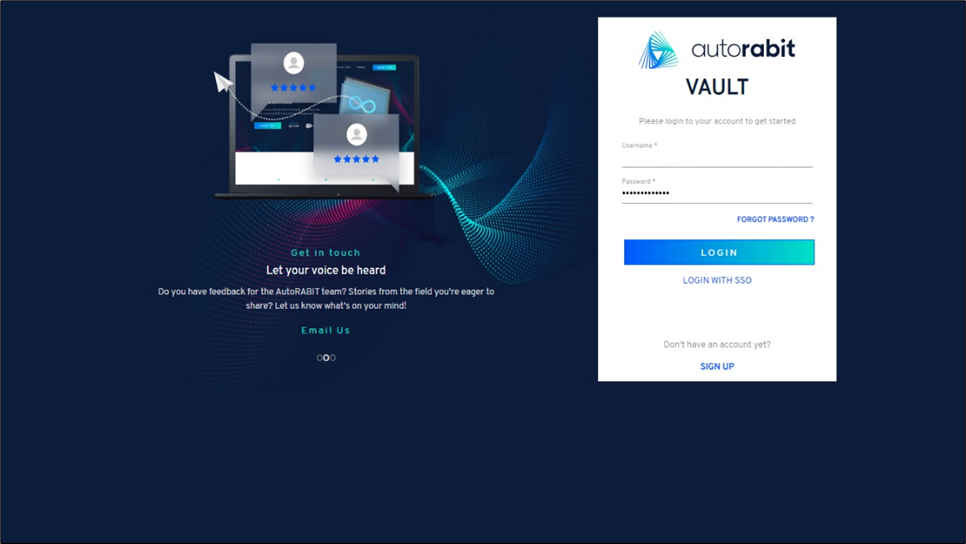 Get in touch
Let your voice be heard
Do you have feedback for the AutoRABIT team? Stories from the field you're eager to
share? Let us know what's on your mind!
Email Us
autorabit
VAULT
Please login to your account to get started
Username *
Password *
•••••••••••••
FORGOT PASSWORD ?
LOGIN
LOGIN WITH SSO
Don't have an account yet?
SIGN UP